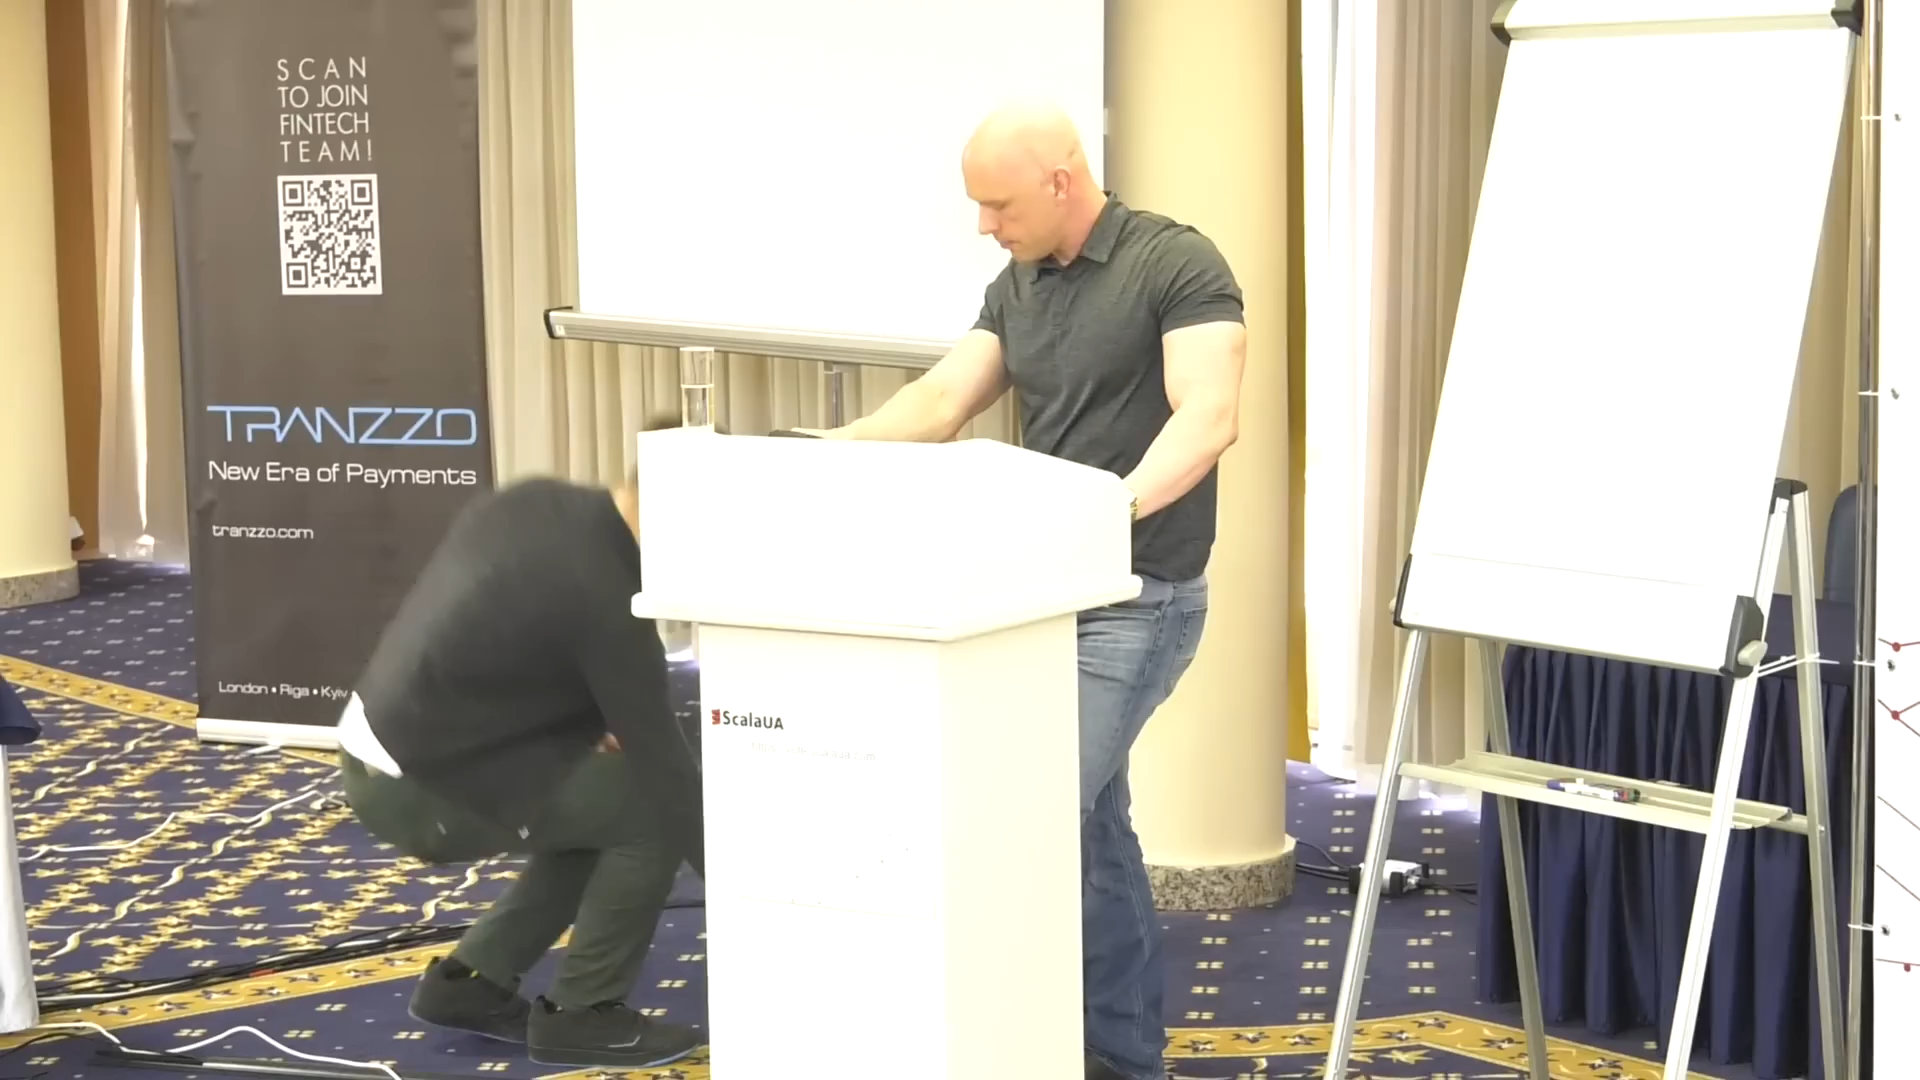 SCAN
TO JOIN
FINTECH
TEAM!
TRANZZO
New Era of Payments
tranzzo.com
London • Riga • Kyiv
ScalaUA